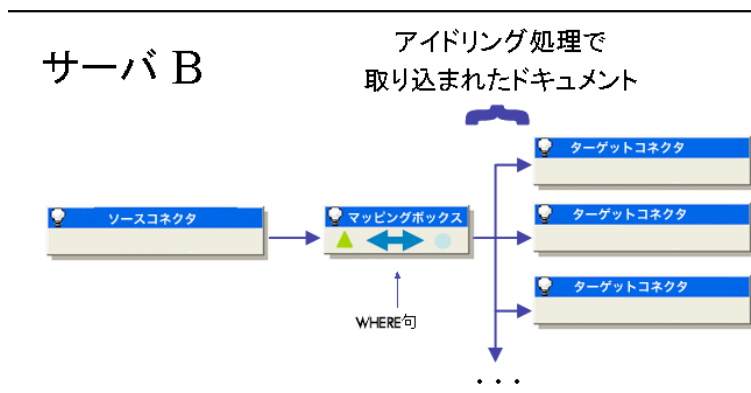 サーバ B
アイドリング処理で
取り込まれたドキュメント
ターゲットコネクタ
ソースコネクタ
マッピングボックス
ターゲットコネクタ
ターゲットコネクタ
WHERE句
・・・